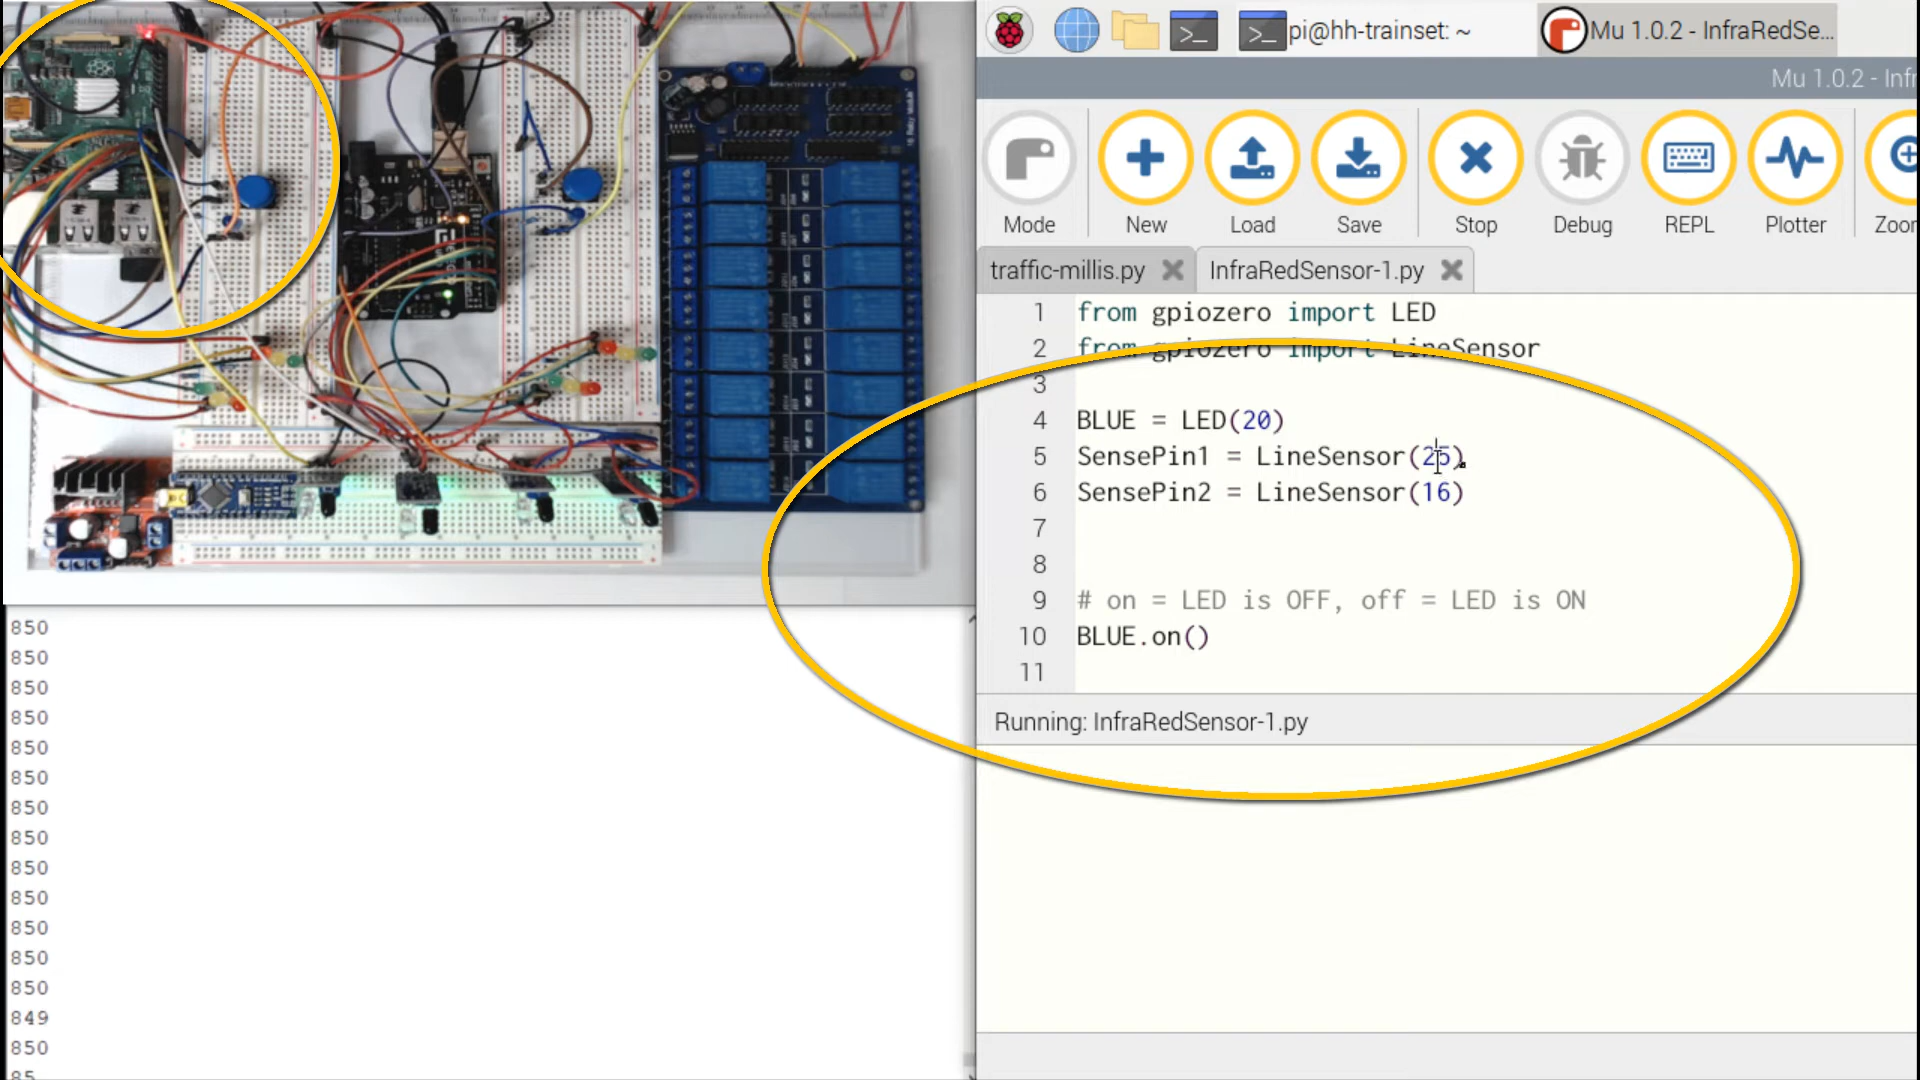 pi@hh-trainset: ~
Mu 1.0.2 - InfraRedSe...
Mu 1.0.2 - Infr
Mode
New
Load
Save
Stop
Debug
REPL
Plotter
Zoo
traffic-millis.py
InfraRedSensor-1.py
1 from gpiozero import LED
2 from gpiozero import LineSensor
3
4 BLUE = LED(20)
5 SensePin1 = LineSensor(25)
6 SensePin2 = LineSensor(16)
7
8
9 # on = LED is OFF, off = LED is ON
10 BLUE.on()
11
Running: InfraRedSensor-1.py
16 Relay Module
850
850
850
850
850
850
850
850
850
850
850
850
850
849
850
85